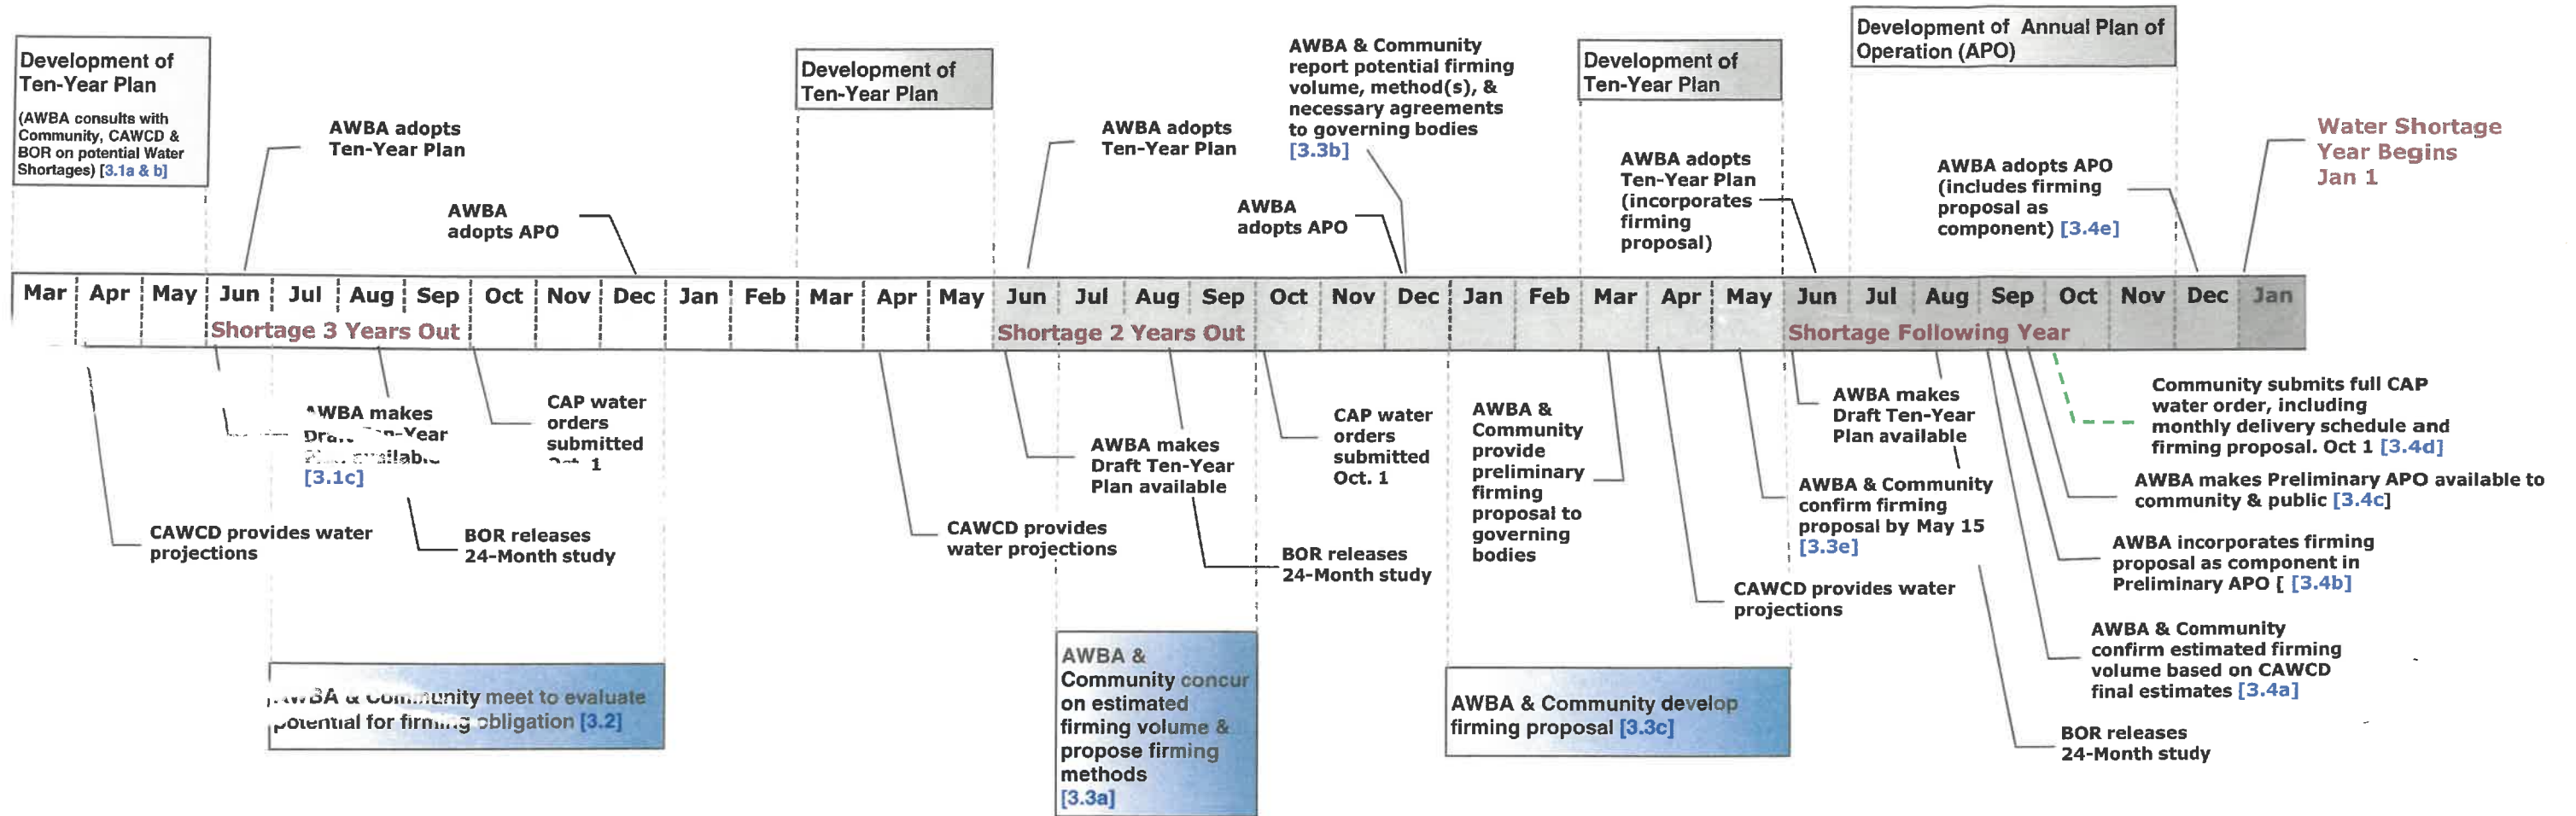 Development of
Ten-Year Plan
(AWBA consults with
Community, CAWCD &
BOR on potential Water
Shortages) [3.1a & b]
AWBA adopts
Ten-Year Plan
AWBA
adopts APO
Development of
Ten-Year Plan
AWBA adopts
Ten-Year Plan
AWBA & Community
report potential firming
volume, method(s), &
necessary agreements
to governing bodies
[3.3b]
AWBA
adopts APO
Development of
Ten-Year Plan
AWBA adopts
Ten-Year Plan
(incorporates
firming
proposal)
Development of Annual Plan of
Operation (APO)
AWBA adopts APO
(includes firming
proposal as
component) [3.4e]
Water Shortage
Year Begins
Jan 1
Mar Apr May Jun Jul Aug Sep Oct Nov Dec Jan Feb Mar Apr May Jun Jul Aug Sep Oct Nov Dec Jan Feb Mar Apr May Jun Jul Aug Sep Oct Nov Dec Jan
Shortage 3 Years Out
Shortage 2 Years Out
Shortage Following Year
CAWCD provides water
projections
AWBA makes
[3.1c]
BOR releases
24-Month study
CAP water
orders
submitted
1
AWBA & Community meet to evaluate
potential for firming obligation [3.2]
CAWCD provides
water projections
AWBA makes
Draft Ten-Year
Plan available
BOR releases
24-Month study
CAP water
orders
submitted
Oct. 1
AWBA &
Community concur
on estimated
firming volume &
propose firming
methods
[3.3a]
AWBA &
Community
provide
preliminary
firming
proposal to
governing
bodies
CAWCD provides water
projections
AWBA & Community
confirm firming
proposal by May 15
[3.3e]
AWBA makes
Draft Ten-Year
Plan available
AWBA & Community develop
firming proposal [3.3c]
Community submits full CAP
water order, including
monthly delivery schedule and
firming proposal. Oct 1 [3.4d]
AWBA makes Preliminary APO available to
community & public [3.4c]
AWBA incorporates firming
proposal as component in
Preliminary APO [ [3.4b]
AWBA & Community
confirm estimated firming
volume based on CAWCD
final estimates [3.4a]
BOR releases
24-Month study